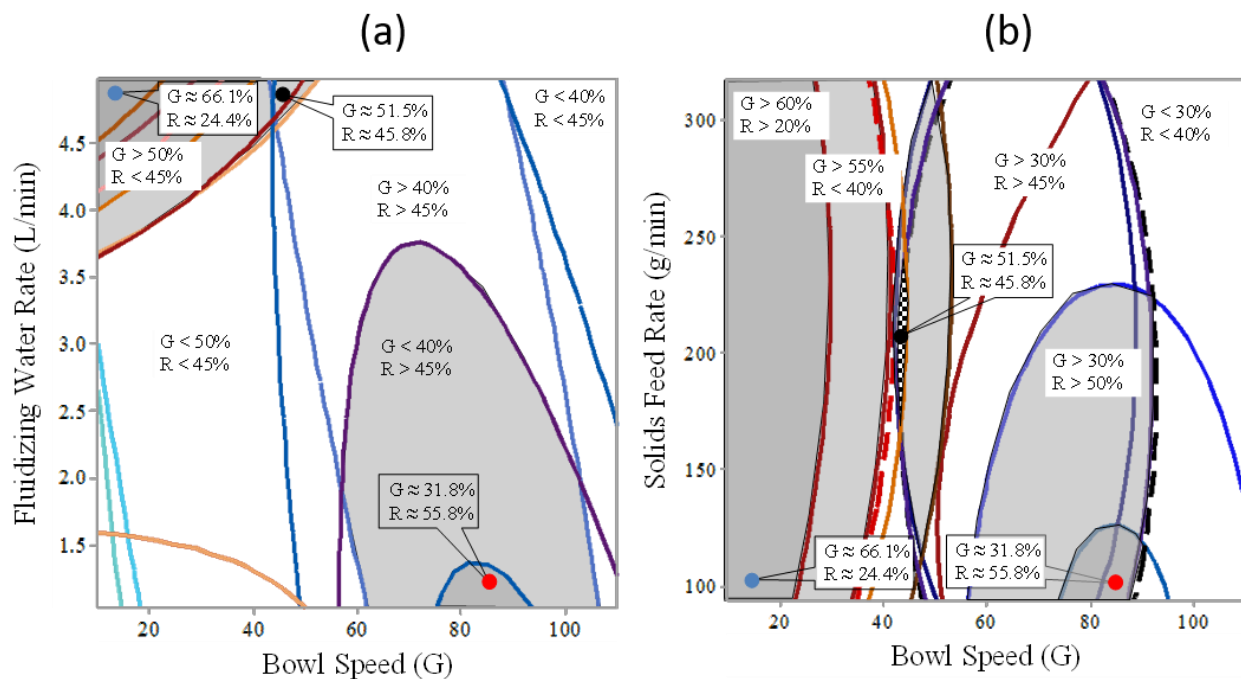 (a)
G ≈ 66.1%
R ≈ 24.4%
G ≈ 51.5%
R ≈ 45.8%
G < 40%
R < 45%
G > 50%
R < 45%
G > 40%
R > 45%
G < 50%
R < 45%
G < 40%
R > 45%
G ≈ 31.8%
R ≈ 55.8%
4.5
4.0
3.5
3.0
2.5
2.0
1.5
Fluidizing Water Rate (L/min)
20
40
60
80
100
Bowl Speed (G)
(b)
G > 60%
R > 20%
G > 55%
R < 40%
G > 30%
R > 45%
G < 30%
R < 40%
G ≈ 51.5%
R ≈ 45.8%
G > 30%
R > 50%
G ≈ 66.1%
R ≈ 24.4%
G ≈ 31.8%
R ≈ 55.8%
300
250
200
150
100
Solids Feed Rate (g/min)
20
40
60
80
100
Bowl Speed (G)